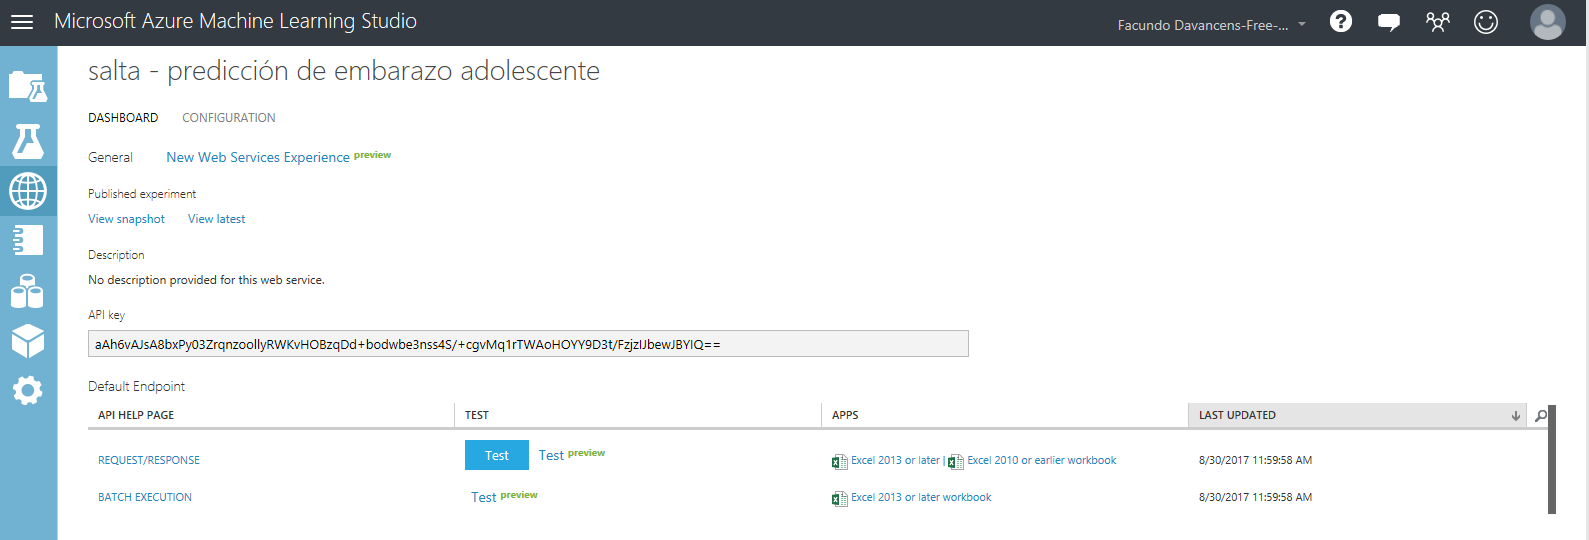 Microsoft Azure Machine Learning Studio
Facundo Davancens-Free-...
salta - predicción de embarazo adolescente
DASHBOARD CONFIGURATION
General New Web Services Experience preview
Published experiment
View snapshot View latest
Description
No description provided for this web service.
API key
aAh6vAJsA8bxPy03ZrqnzoollyRWKvHOBzqDd+bodwbe3nss4S/+cgvMq1rTWAoHOYY9D3t/FzjzIJbewJBYIQ==
Default Endpoint
API HELP PAGE TEST APPS LAST UPDATED
REQUEST/RESPONSE Test Test preview Excel 2013 or later | Excel 2010 or earlier workbook 8/30/2017 11:59:58 AM
BATCH EXECUTION Test preview Excel 2013 or later workbook 8/30/2017 11:59:58 AM